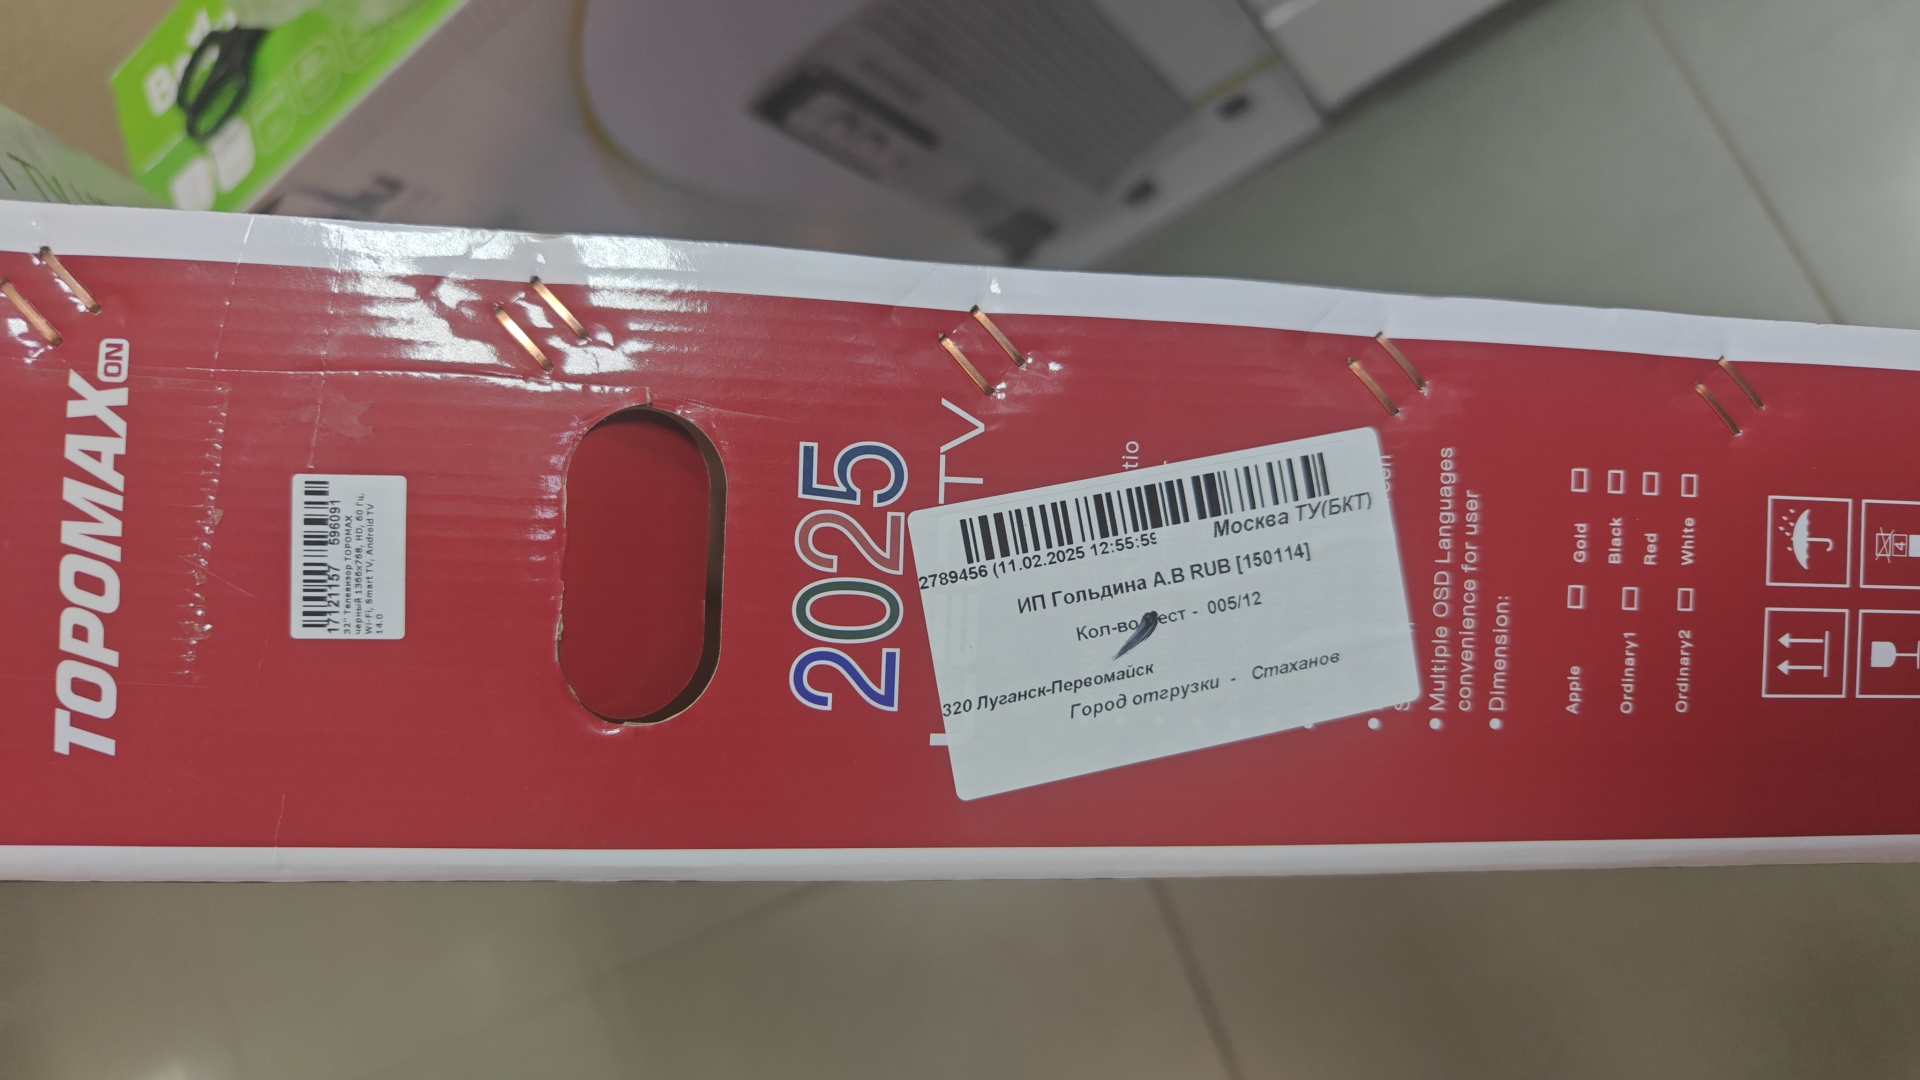 TOPOMAX ON
17121157 596091
32" Телевизор TOPOMAX
черный 1366x768, HD, 60 Гц,
Wi-Fi, Smart TV, Android TV
14.0
2025
TV
tio
2789456 (11.02.2025 12:55:59
Москва ТУ(БКТ)
ИП Гольдина А.В RUB [150114]
Кол-во мест - 005/12
320 Луганск-Первомайск
Город отгрузки - Стаханов
● Multiple OSD Languages
convenience for user
● Dimension:
Apple Gold
Ordinary1 Black
Red
Ordinary2 White
4